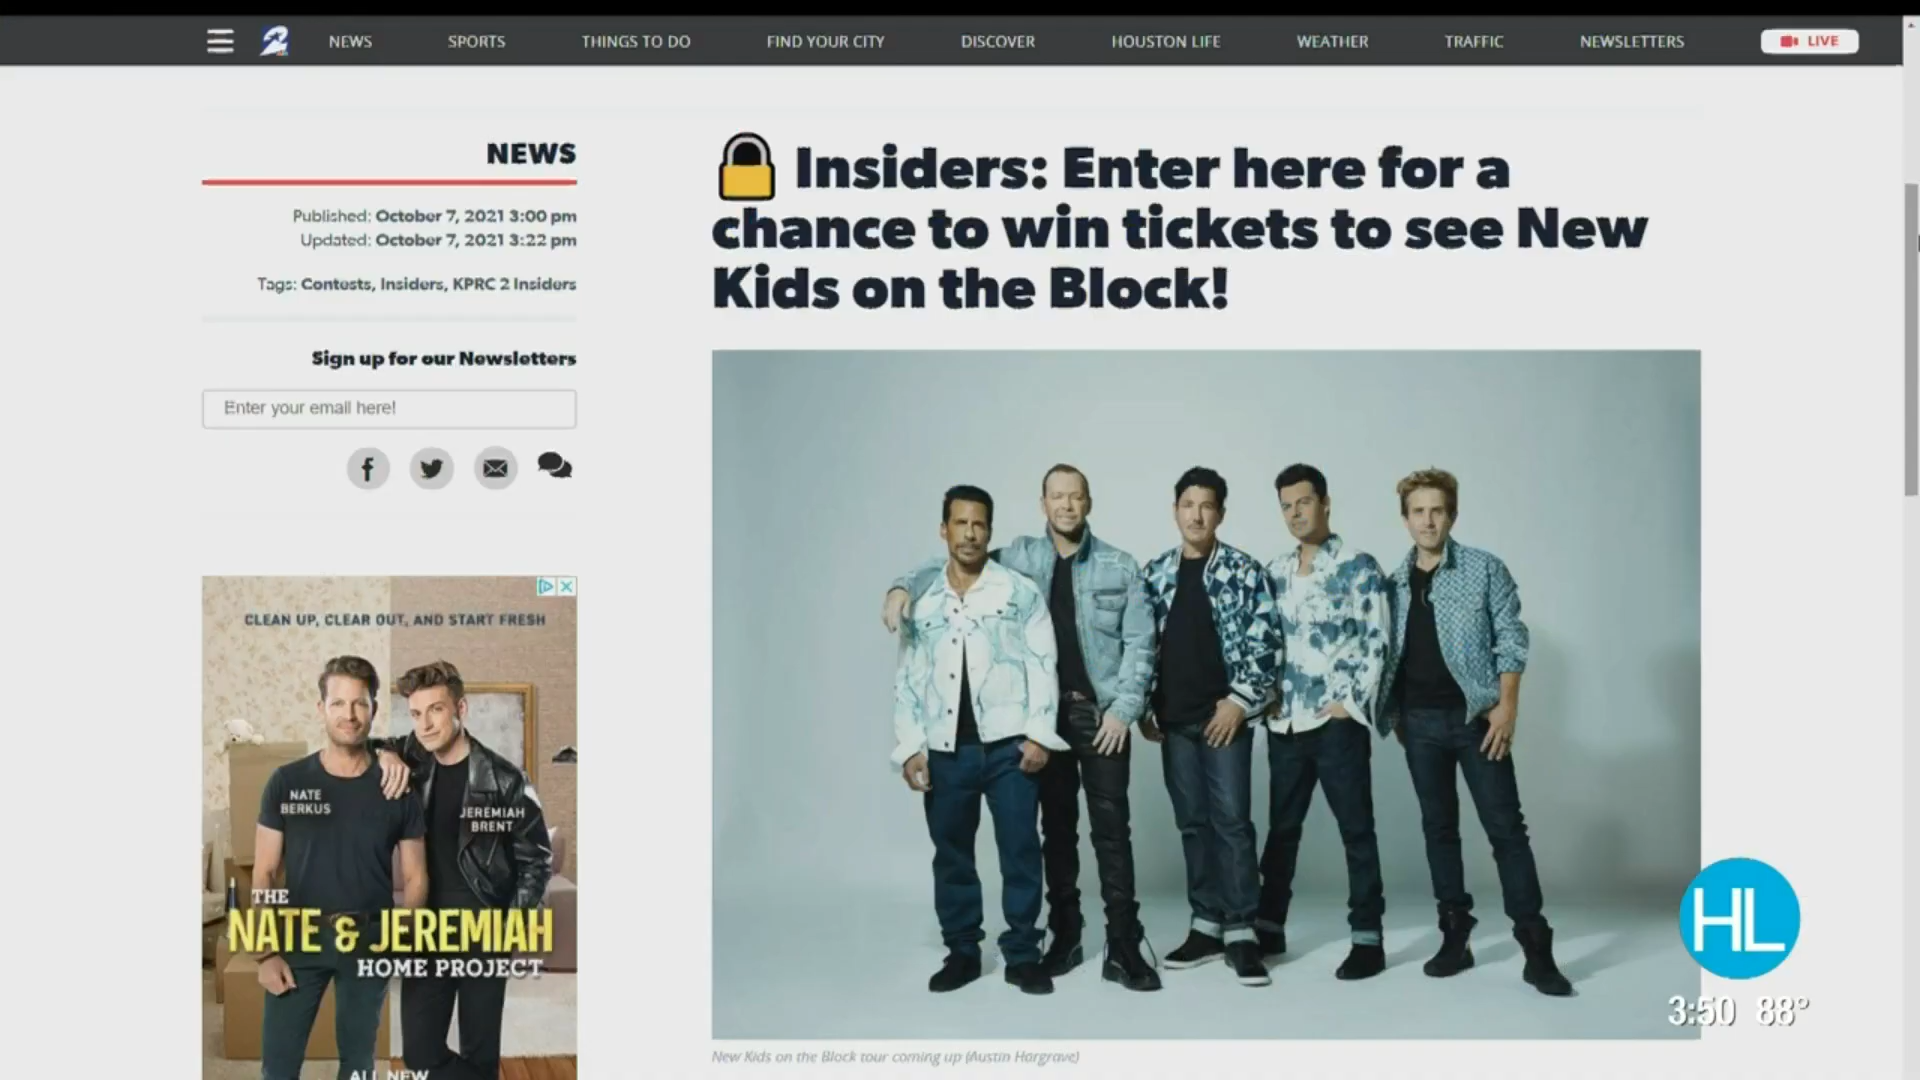 NEWS SPORTS THINGS TO DO FIND YOUR CITY DISCOVER HOUSTON LIFE WEATHER TRAFFIC NEWSLETTERS LIVE
NEWS
Published: October 7, 2021 3:00 pm
Updated: October 7, 2021 3:22 pm
Tags: Contests, Insiders, KPRC 2 Insiders
Sign up for our Newsletters
Enter your email here!
CLEAN UP, CLEAR OUT, AND START FRESH
NATE
BERKUS
JEREMIAH
BRENT
THE
NATE & JEREMIAH
HOME PROJECT
ALL NEW
Insiders: Enter here for a
chance to win tickets to see New
Kids on the Block!
New Kids on the Block tour coming up (Austin Hargrave)
HL
3:50 88°